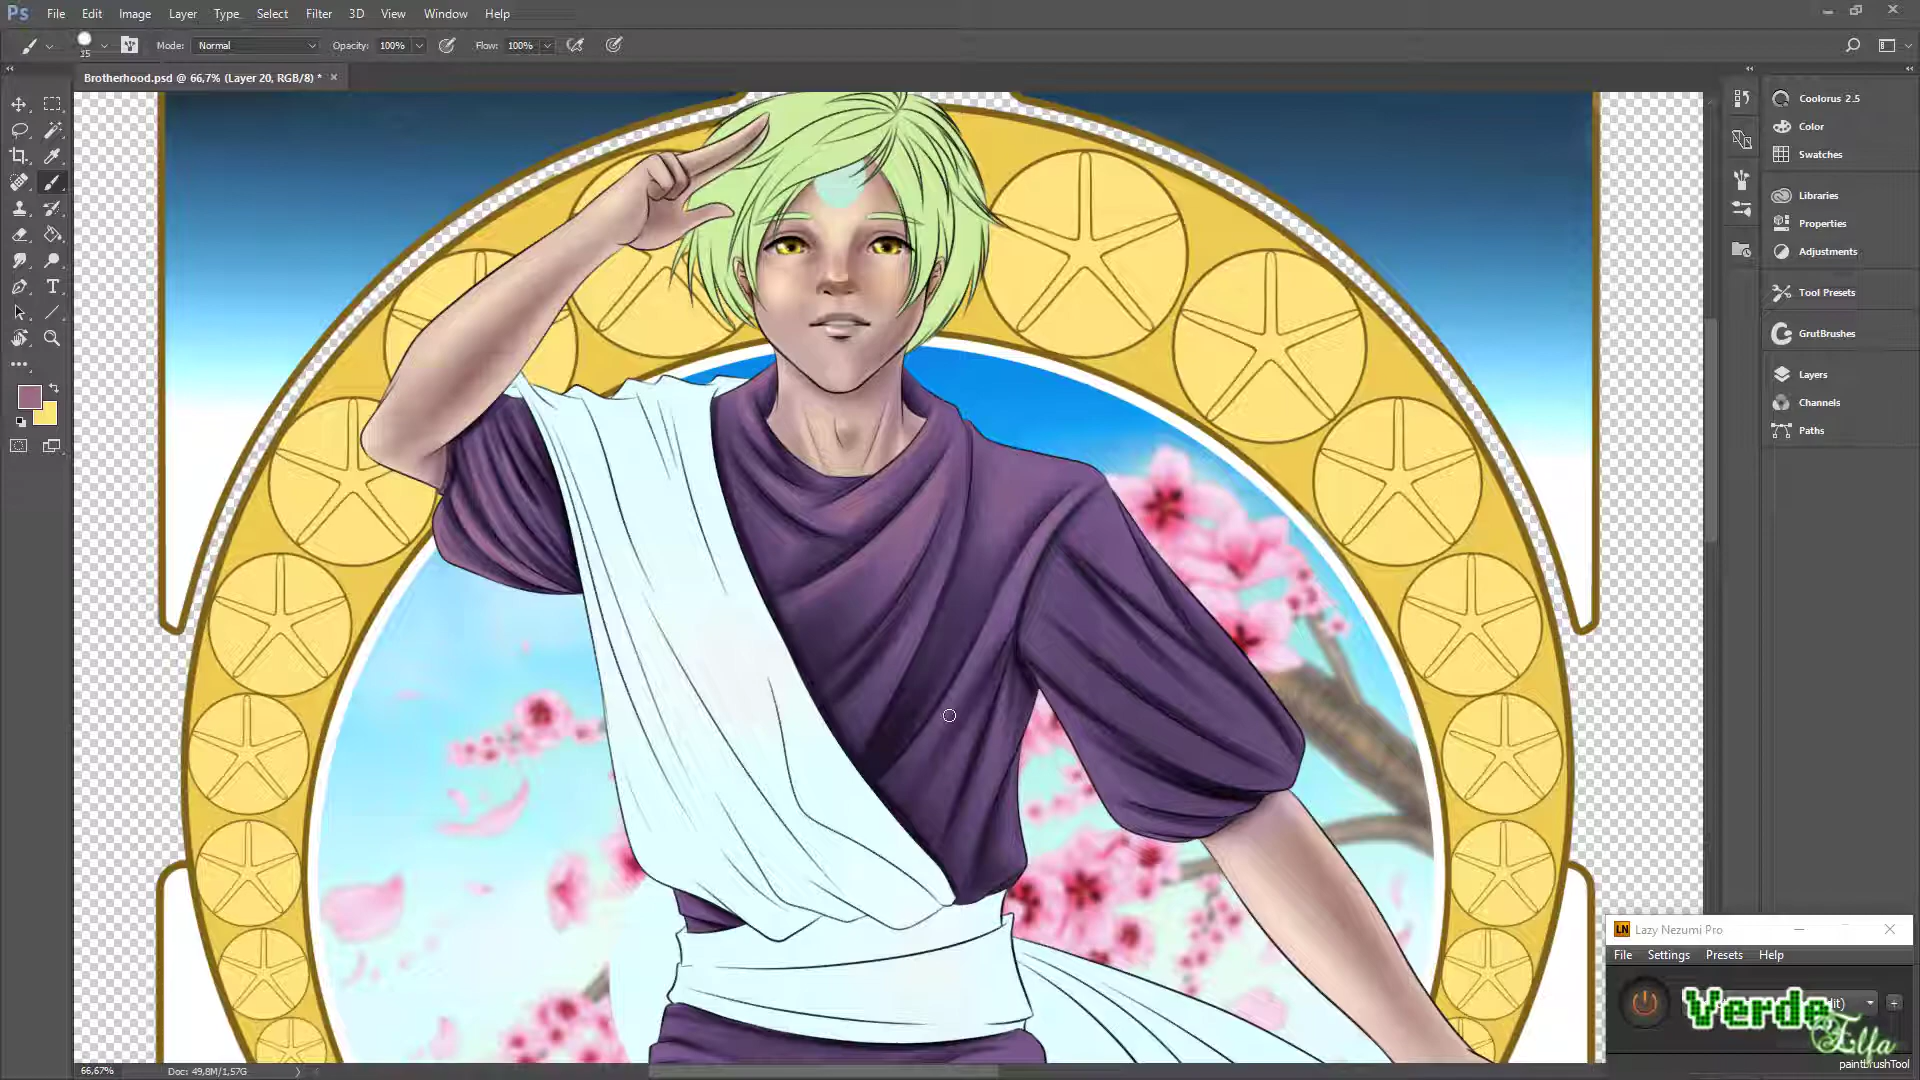 Ps File Edit Image Layer Type Select Filter 3D View Window Help
15 Mode: Normal Opacity: 100% Flow: 100%
Brotherhood.psd @ 66,7% (Layer 20, RGB/8) * ×
Coolorus 2.5
Color
Swatches
Libraries
Properties
Adjustments
Tool Presets
GrutBrushes
Layers
Channels
Paths
LN Lazy Nezumi Pro
File Settings Presets Help
Verde
Elfa
paintBrushTool
66,67% Doc: 49,8M/1,57G